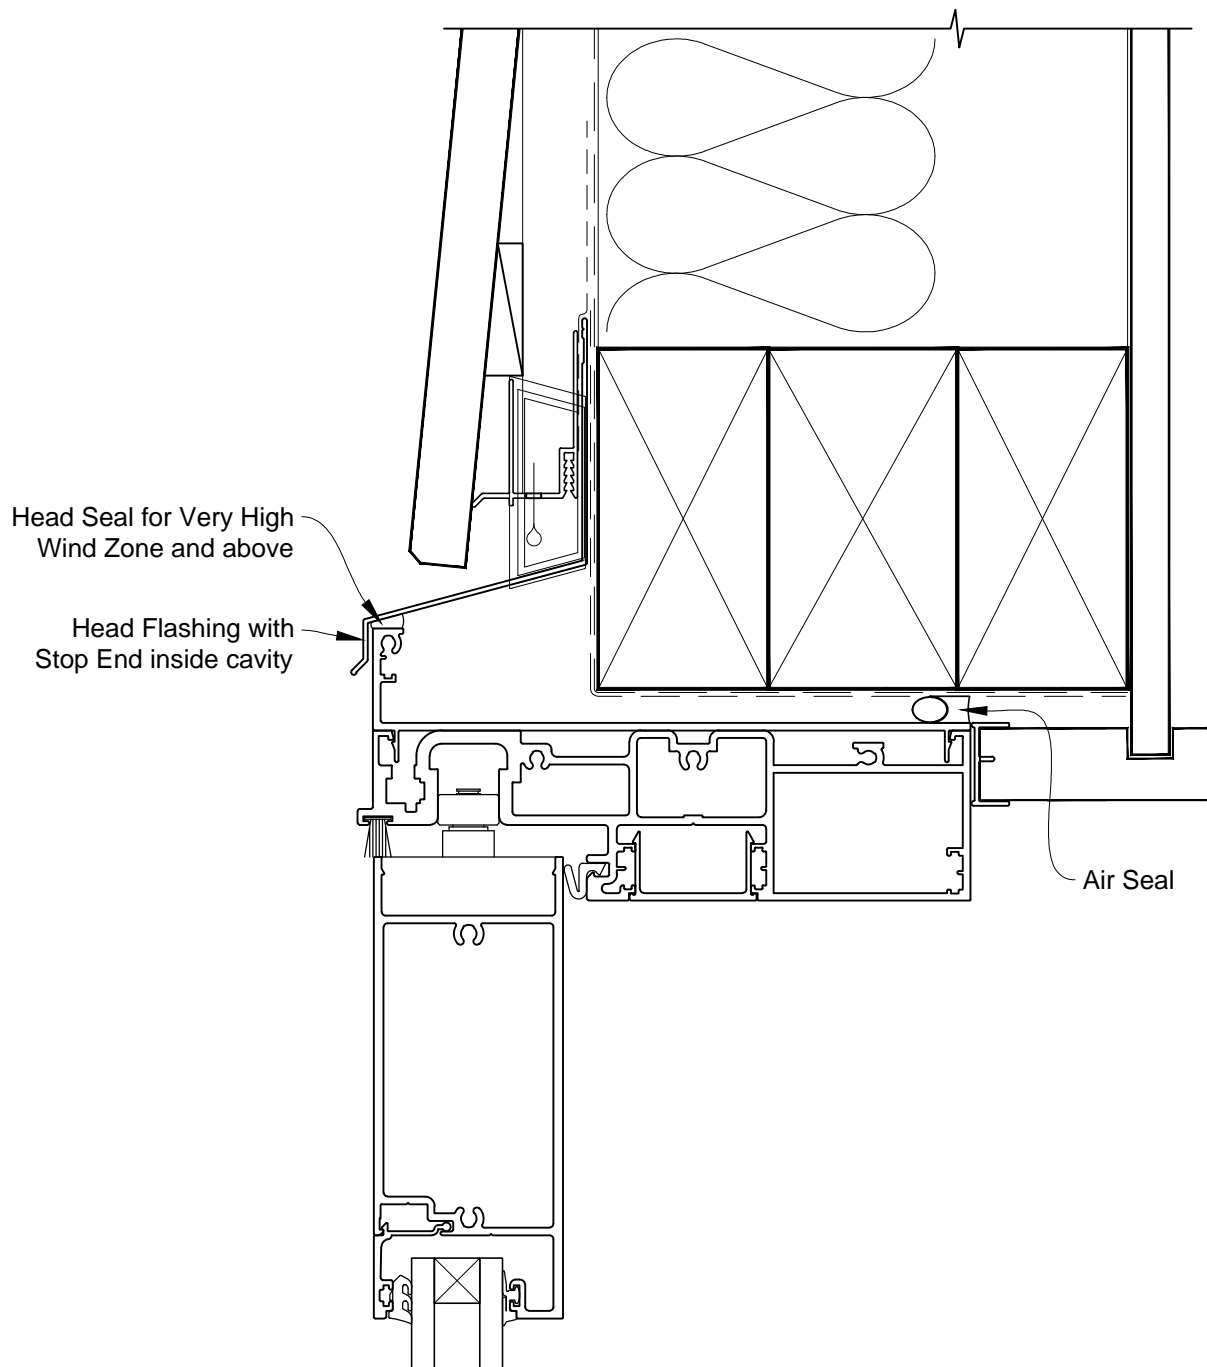 Head Seal for Very High
Wind Zone and above
Head Flashing with
Stop End inside cavity
Air Seal